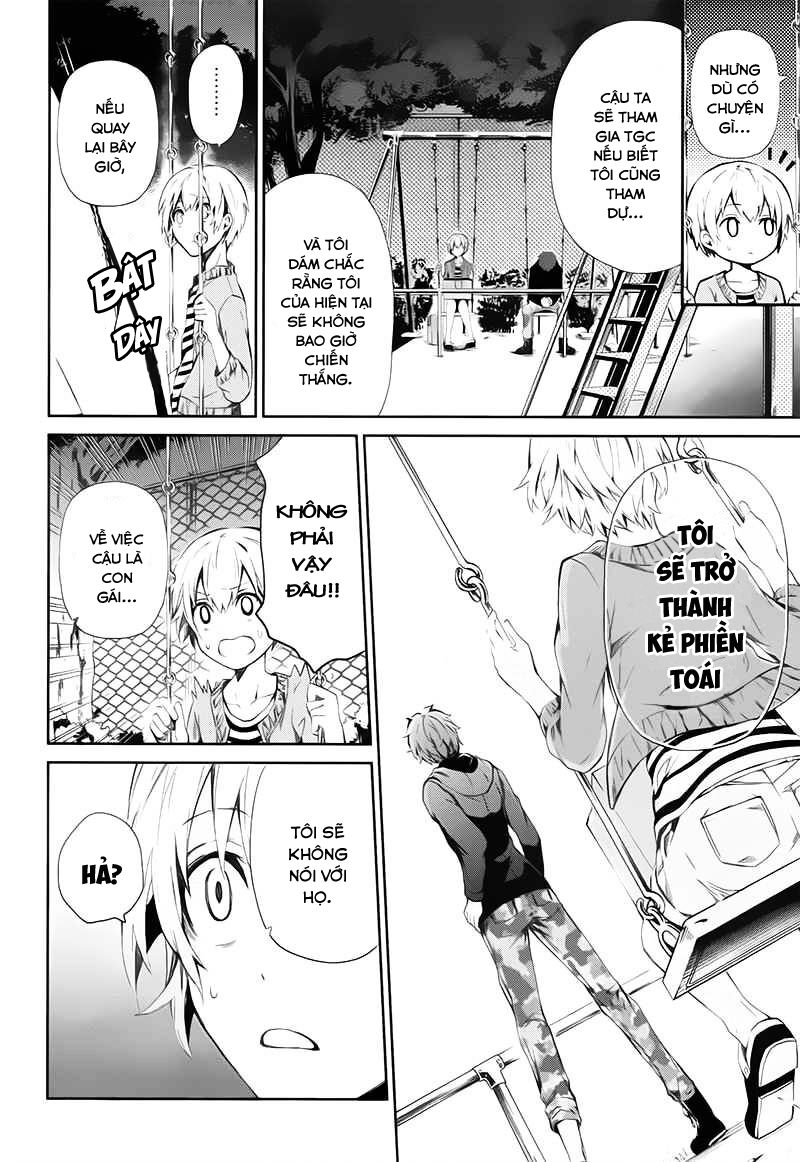 NHƯNG
DÙ CÓ
CHUYỆN
GÌ...
CẬU TA
SẼ THAM
GIA TGC
NẾU BIẾT
TÔI CŨNG
THAM
DỰ...
VÀ TÔI
DÁM CHẮC
RẰNG TÔI
CỦA HIỆN TẠI
SẼ KHÔNG
BAO GIỜ
CHIẾN
THẮNG.
.........
NẾU
QUAY
LẠI BÂY
GIỜ,
BẬT
DẬY
TÔI
SẼ TRỞ
THÀNH
KẺ PHIỀN
TOÁI
KHÔNG
PHẢI
VẬY
ĐÂU!!
VỀ VIỆC
CẬU LÀ
CON
GÁI...
TÔI SẼ
KHÔNG
NÓI VỚI
HỌ.
HẢ?